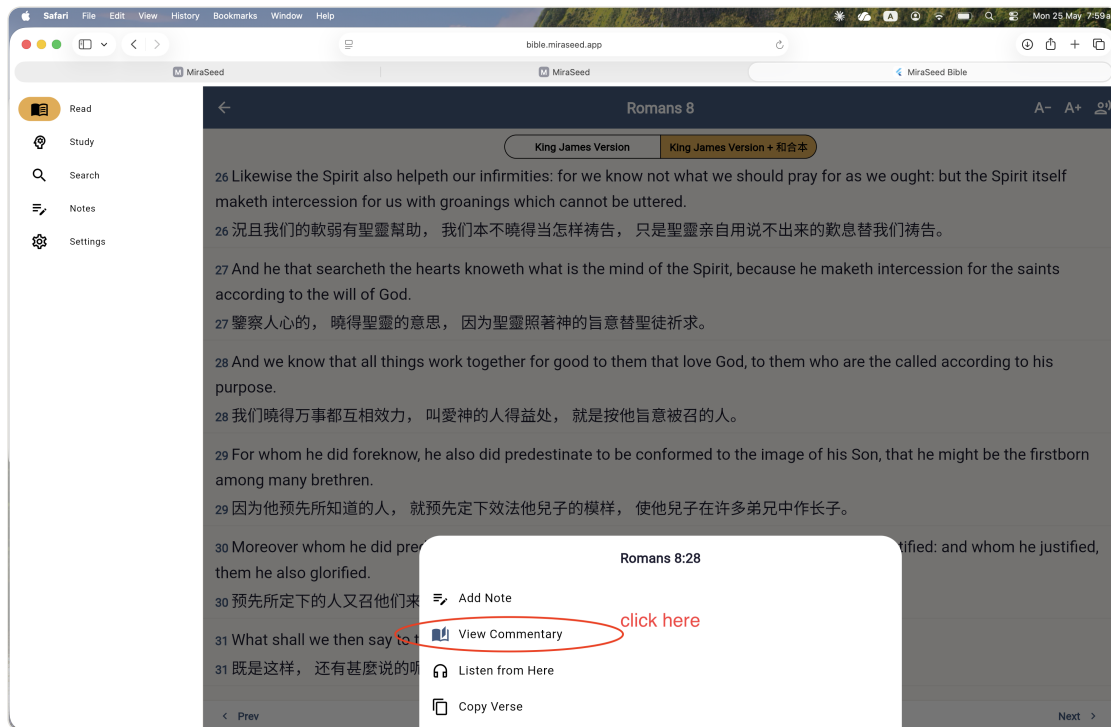 Safari File Edit View History Bookmarks Window Help
A
Mon 25 May 7:59a
bible.miraseed.app
M MiraSeed
M MiraSeed
MiraSeed Bible
Read
Study
Search
Notes
Settings
Romans 8
A- A+
King James Version
King James Version + 和合本
26 Likewise the Spirit also helpeth our infirmities: for we know not what we should pray for as we ought: but the Spirit itself
maketh intercession for us with groanings which cannot be uttered.
26 況且我们的軟弱有聖靈幫助， 我们本不曉得当怎样祷告， 只是聖靈亲自用说不出来的歎息替我们祷告。
27 And he that searcheth the hearts knoweth what is the mind of the Spirit, because he maketh intercession for the saints
according to the will of God.
27 鑒察人心的， 曉得聖靈的意思， 因为聖靈照著神的旨意替聖徒祈求。
28 And we know that all things work together for good to them that love God, to them who are the called according to his
purpose.
28 我们曉得万事都互相效力， 叫愛神的人得益处， 就是按他旨意被召的人。
29 For whom he did foreknow, he also did predestinate to be conformed to the image of his Son, that he might be the firstborn
among many brethren.
29 因为他预先所知道的人， 就预先定下效法他兒子的模样， 使他兒子在许多弟兄中作长子。
30 Moreover whom he did pre tified: and whom he justified,
them he also glorified.
30 预先所定下的人又召他们来
31 What shall we then say to t
31 既是这样， 还有甚麼说的呢
Romans 8:28
Add Note
View Commentary
click here
Listen from Here
Copy Verse
Prev
Next